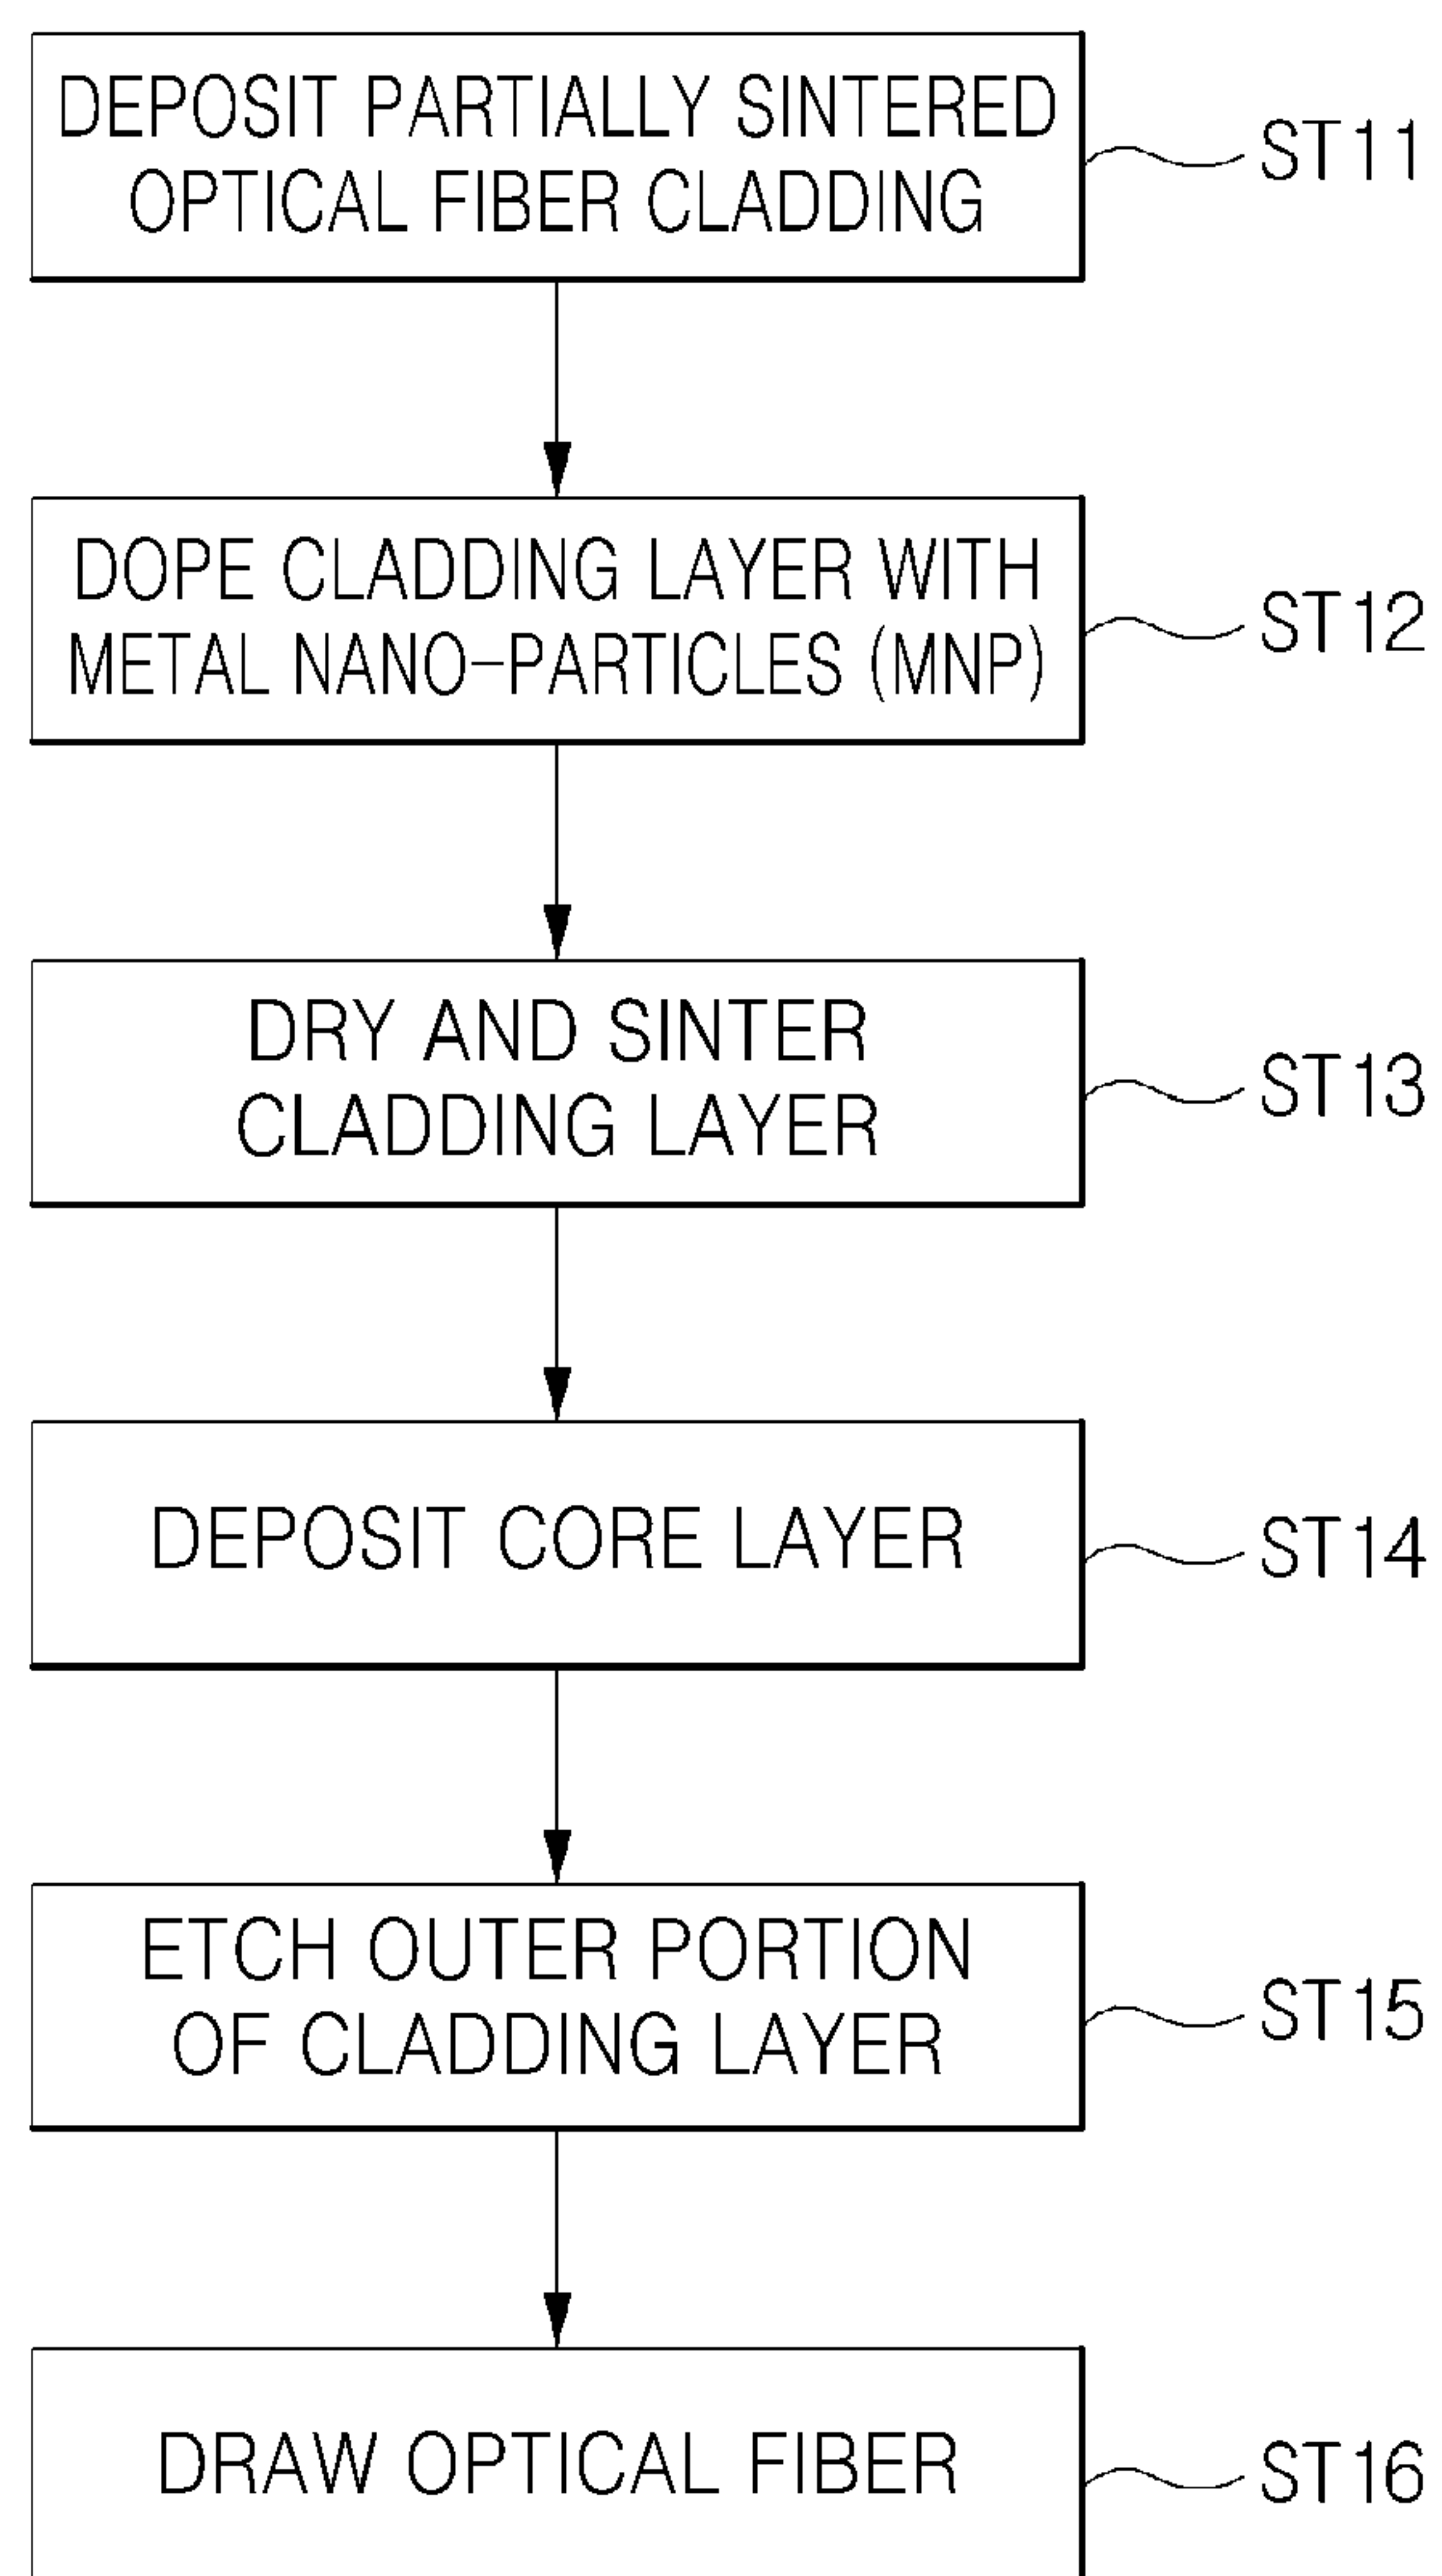 DEPOSIT PARTIALLY SINTERED
OPTICAL FIBER CLADDING
ST11
DOPE CLADDING LAYER WITH
METAL NANO-PARTICLES (MNP)
ST12
DRY AND SINTER
CLADDING LAYER
ST13
DEPOSIT CORE LAYER
ST14
ETCH OUTER PORTION
OF CLADDING LAYER
ST15
DRAW OPTICAL FIBER
ST16